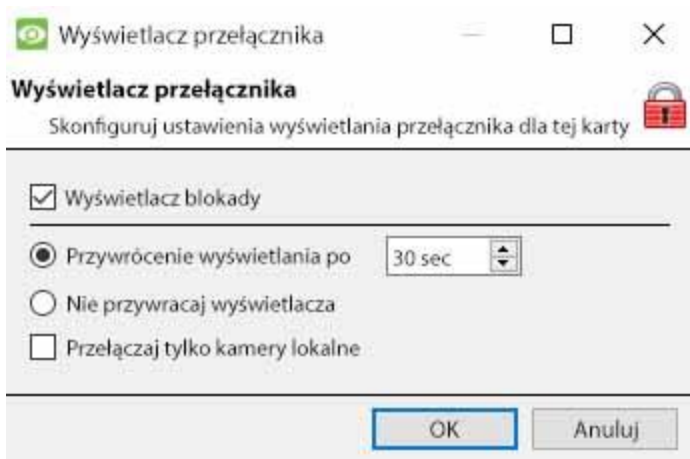 Wyświetlacz przełącznika
Wyświetlacz przełącznika
Skonfiguruj ustawienia wyświetlania przełącznika dla tej karty
Wyświetlacz blokady
Przywrócenie wyświetlania po 30 sec
Nie przywracaj wyświetlacza
Przełączaj tylko kamery lokalne
OK Anuluj